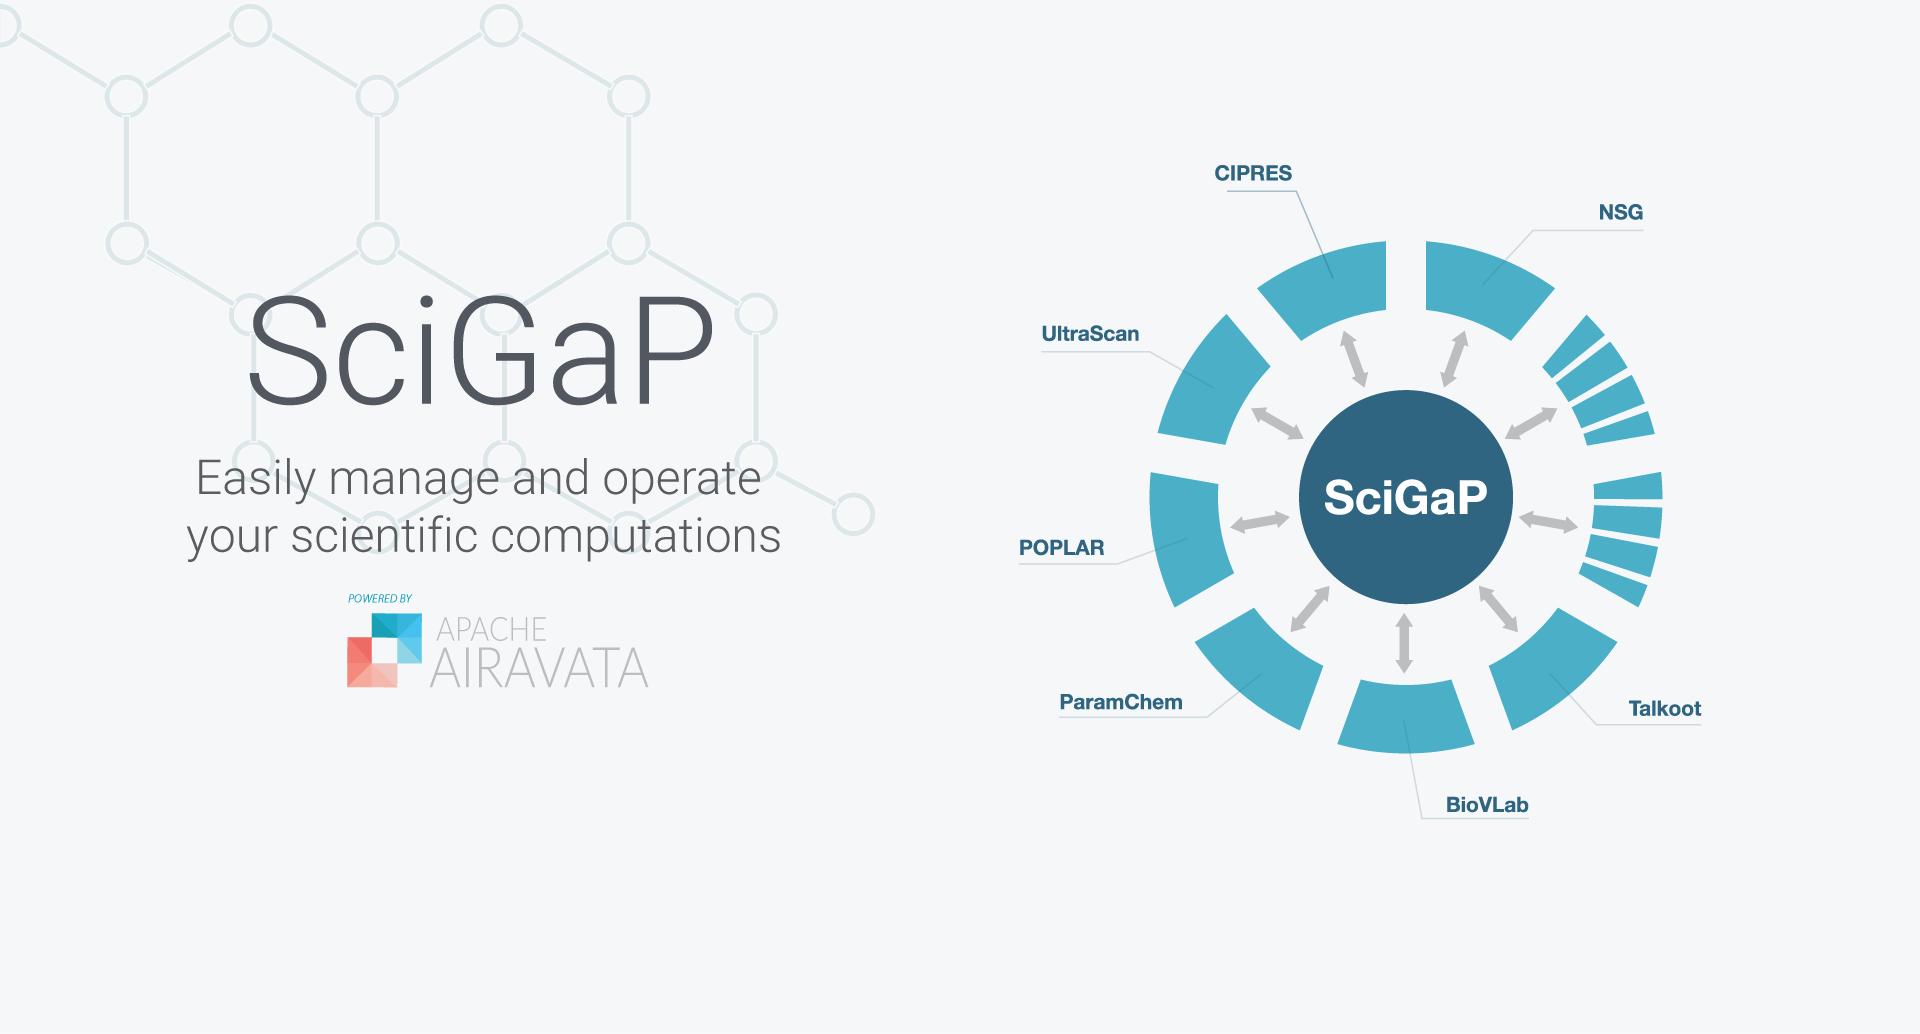 SciGaP
Easily manage and operate
your scientific computations
POWERED BY
APACHE
AIRAVATA
CIPRES
NSG
UltraScan
SciGaP
POPLAR
ParamChem
Talkoot
BioVLab